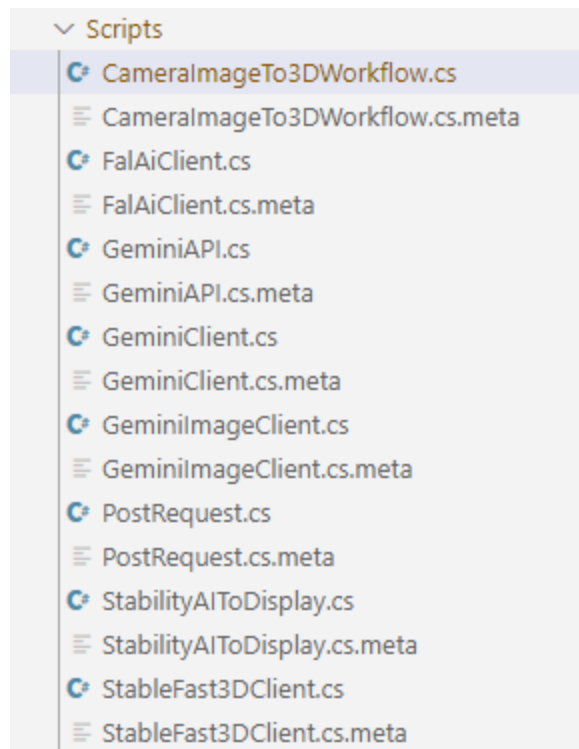 Scripts
CameraImageTo3DWorkflow.cs
CameraImageTo3DWorkflow.cs.meta
FalAiClient.cs
FalAiClient.cs.meta
GeminiAPI.cs
GeminiAPI.cs.meta
GeminiClient.cs
GeminiClient.cs.meta
GeminiImageClient.cs
GeminiImageClient.cs.meta
PostRequest.cs
PostRequest.cs.meta
StabilityAIToDisplay.cs
StabilityAIToDisplay.cs.meta
StableFast3DClient.cs
StableFast3DClient.cs.meta